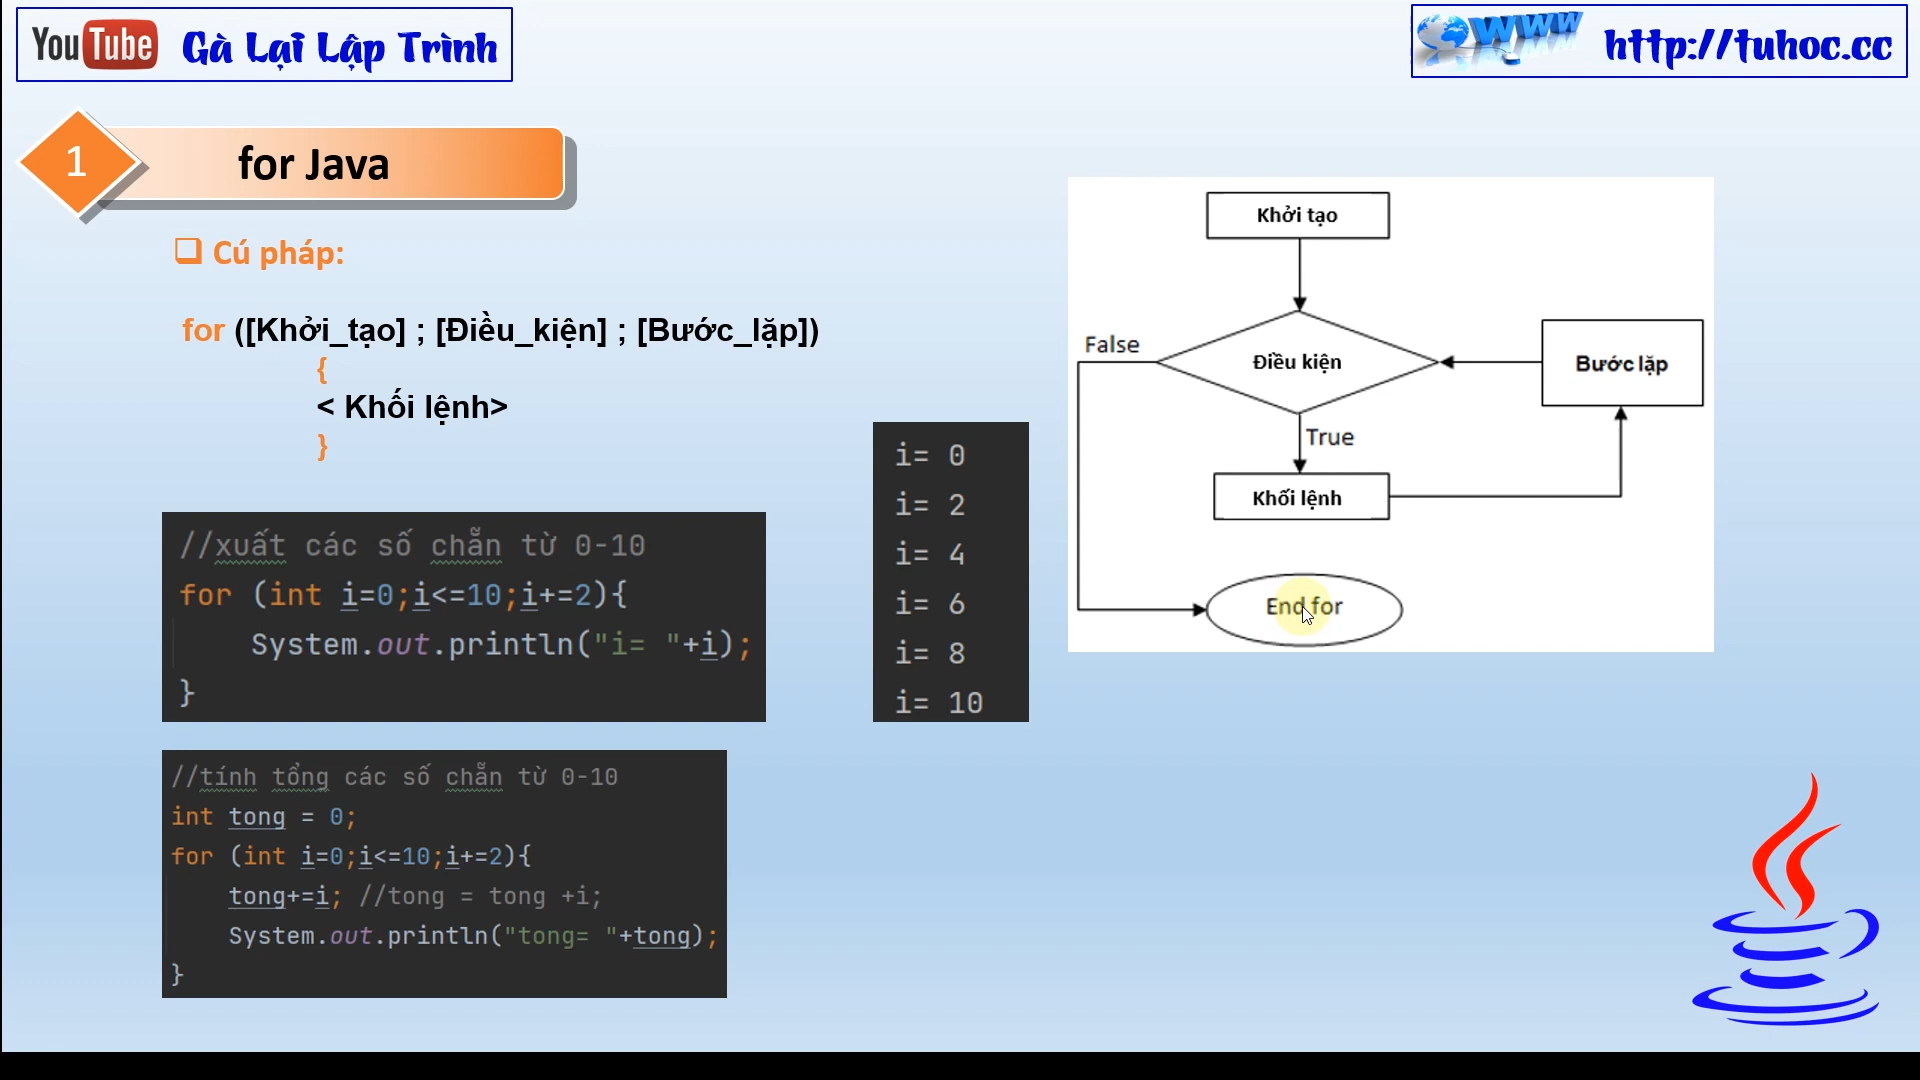 YouTube Gà Lại Lập Trình
WWW http://tuhoc.cc
1 for Java
Cú pháp:
for ([Khởi_tạo] ; [Điều_kiện] ; [Bước_lặp])
{
< Khối lệnh>
}
//xuất các số chẵn từ 0-10
for (int i=0;i<=10;i+=2){
System.out.println("i= "+i);
}
i= 0
i= 2
i= 4
i= 6
i= 8
i= 10
//tính tổng các số chẵn từ 0-10
int tong = 0;
for (int i=0;i<=10;i+=2){
tong+=i; //tong = tong +i;
System.out.println("tong= "+tong);
}
Khởi tạo
False
Điều kiện
Bước lặp
True
Khối lệnh
End for